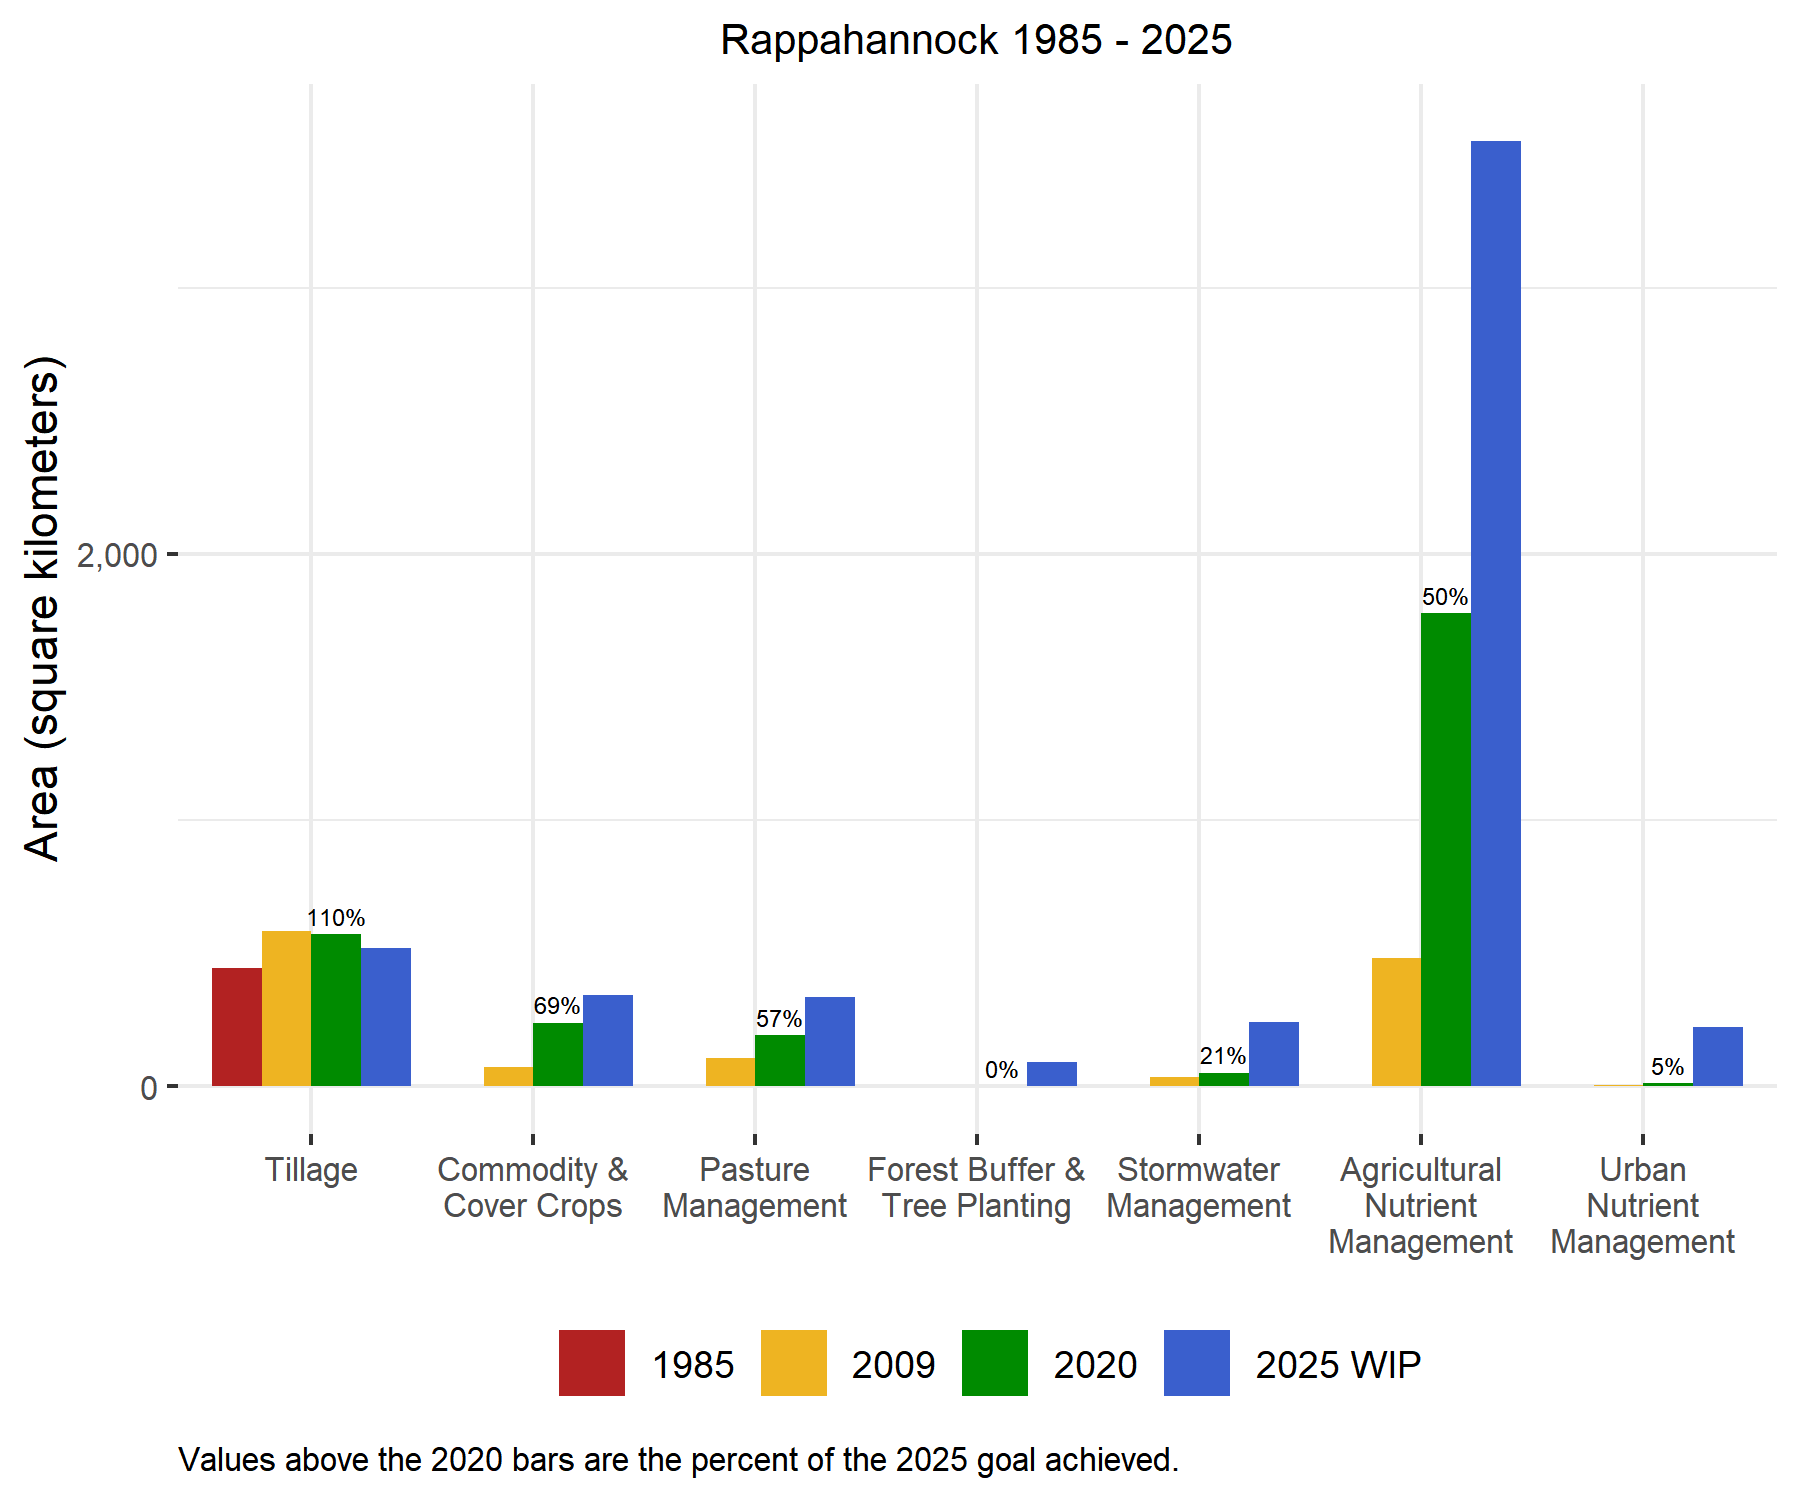 Rappahannock 1985 - 2025
Area (square kilometers)
2,000
0
110%
69%
57%
0%
21%
50%
5%
Tillage
Commodity &
Cover Crops
Pasture
Management
Forest Buffer &
Tree Planting
Stormwater
Management
Agricultural
Nutrient
Management
Urban
Nutrient
Management
1985
2009
2020
2025 WIP
Values above the 2020 bars are the percent of the 2025 goal achieved.